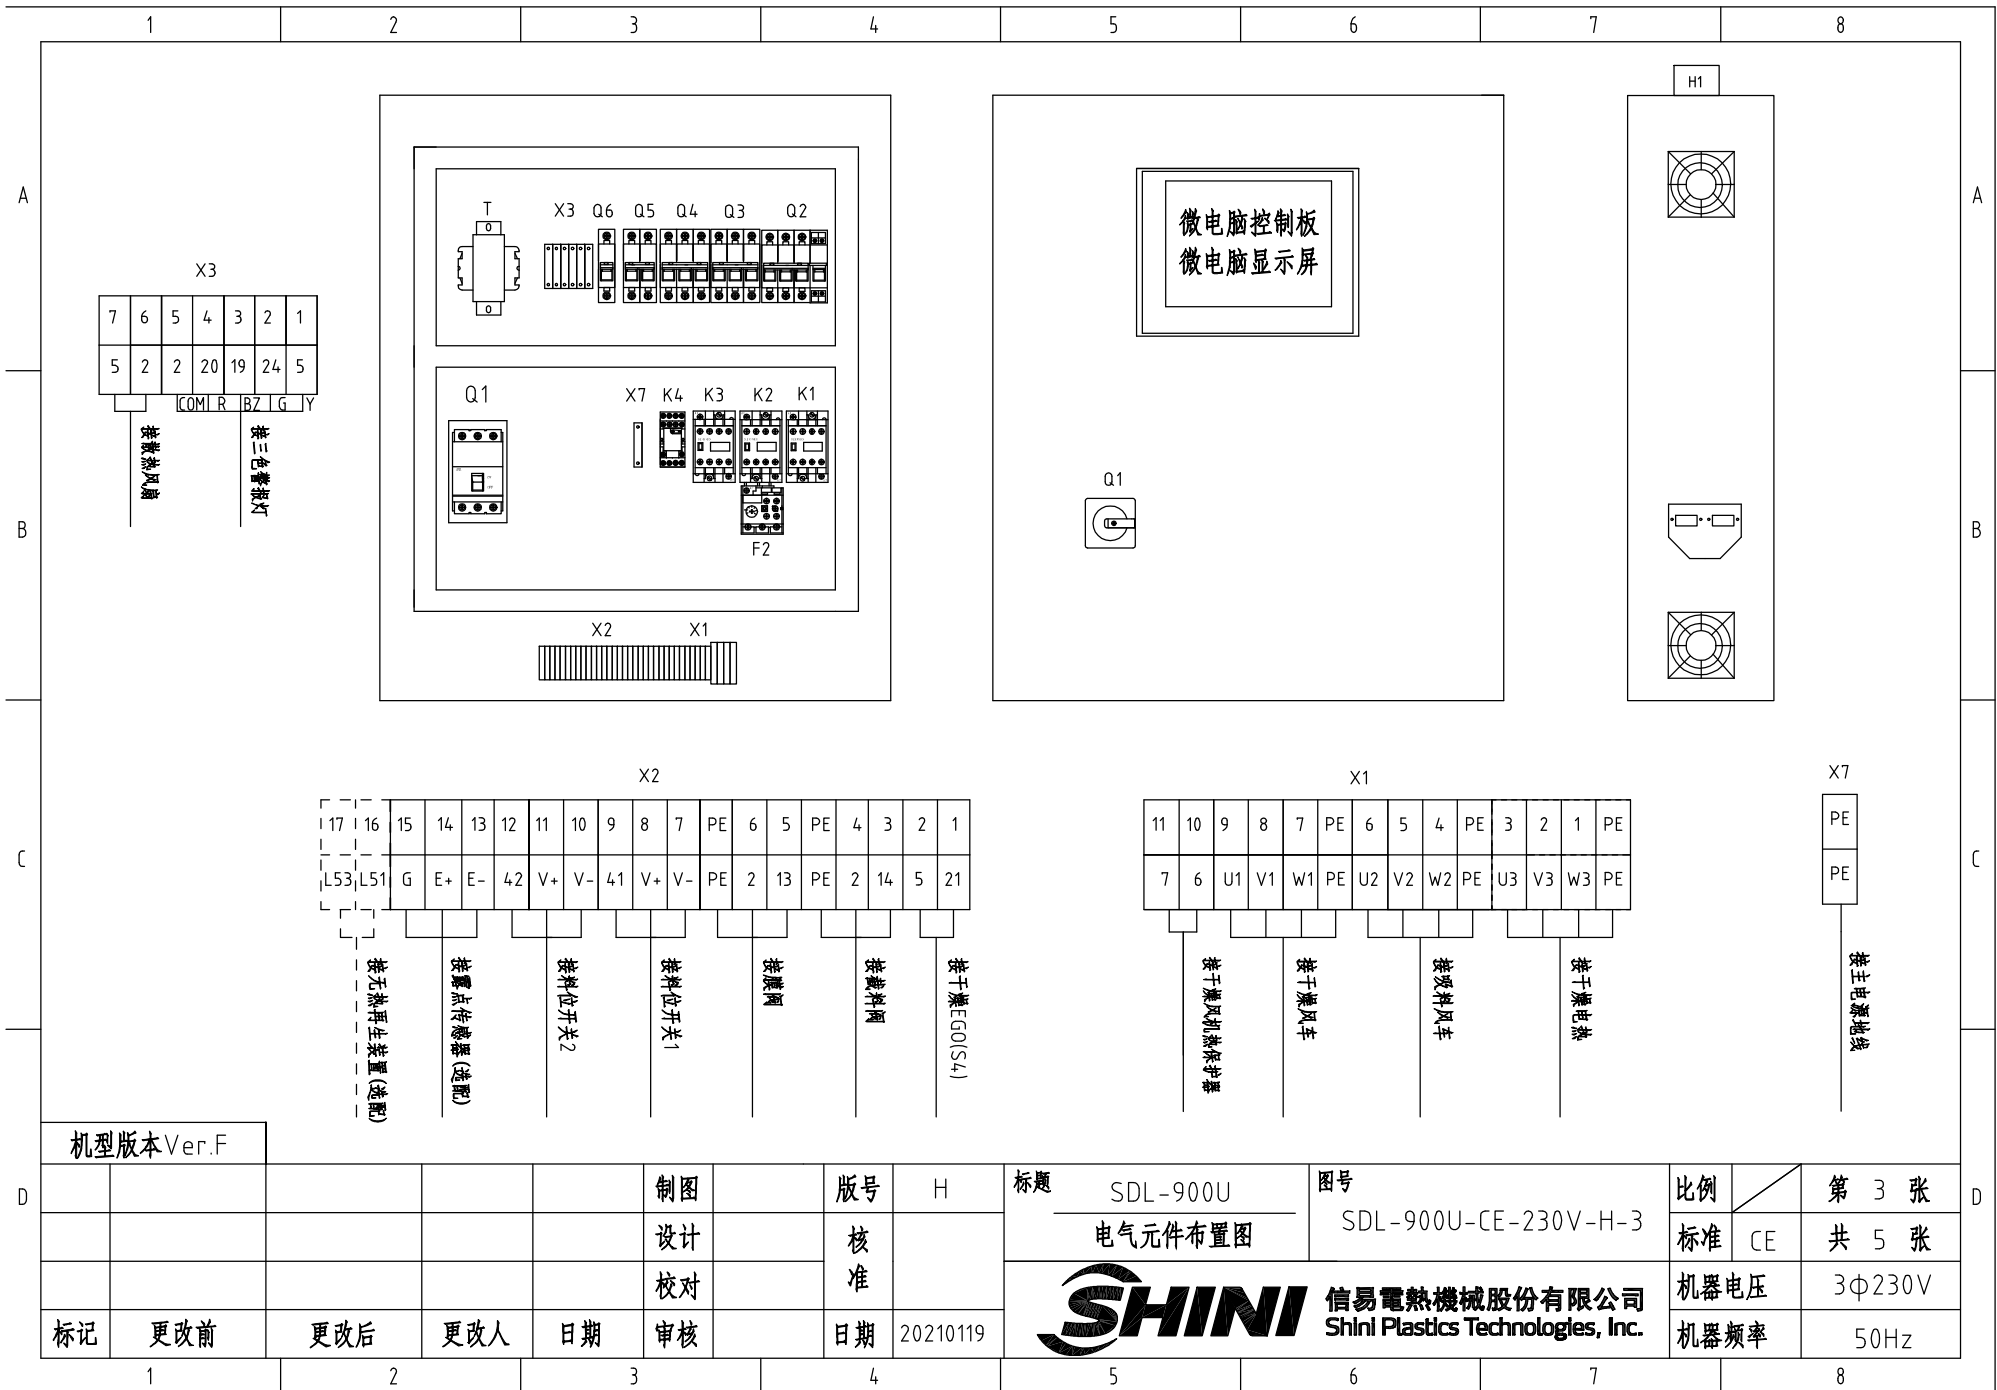 1 2 3 4 5 6 7 8
A
B
C
D
A
B
C
D
X3
7 6 5 4 3 2 1
5 2 2 20 19 24 5
COM R BZ G Y
接散热风扇
接三色警报灯
T X3 Q6 Q5 Q4 Q3 Q2
0
0
Q1 X7 K4 K3 K2 K1
F2
X2 X1
微电脑控制板
微电脑显示屏
Q1
H1
X2
17 16 15 14 13 12 11 10 9 8 7 PE 6 5 PE 4 3 2 1
L53 L51 G E+ E- 42 V+ V- 41 V+ V- PE 2 13 PE 2 14 5 21
接无热再生装置(选配)
接露点传感器(选配)
接料位开关2
接料位开关1
接膜阀
接截料阀
接干燥EGO(S4)
X1
11 10 9 8 7 PE 6 5 4 PE 3 2 1 PE
7 6 U1 V1 W1 PE U2 V2 W2 PE U3 V3 W3 PE
接干燥风机热保护器
接干燥风车
接吸料风车
接干燥电热
X7
PE
PE
接主电源地线
机型版本Ver.F
制图 版号 H
设计 核准
校对
标记 更改前 更改后 更改人 日期 审核 日期 20210119
标题 SDL-900U
电气元件布置图
图号 SDL-900U-CE-230V-H-3
比例 第 3 张
标准 CE 共 5 张
机器电压 3ф230V
机器频率 50Hz
SHINI
信易電熱機械股份有限公司
Shini Plastics Technologies, Inc.
1 2 3 4 5 6 7 8